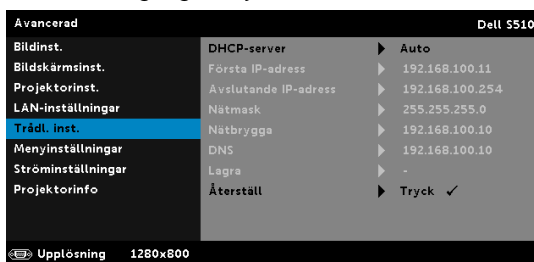 Avancerad Dell S510
Bildinst.
Bildskärmsinst.
Projektorinst.
LAN-inställningar
Trådl. inst.
Menyinställningar
Ströminställningar
Projektorinfo
DHCP-server Auto
Första IP-adress 192.168.100.11
Avslutande IP-adress 192.168.100.254
Nätmask 255.255.255.0
Nätbrygga 192.168.100.10
DNS 192.168.100.10
Lagra -
Återställ Tryck ✓
Upplösning 1280x800